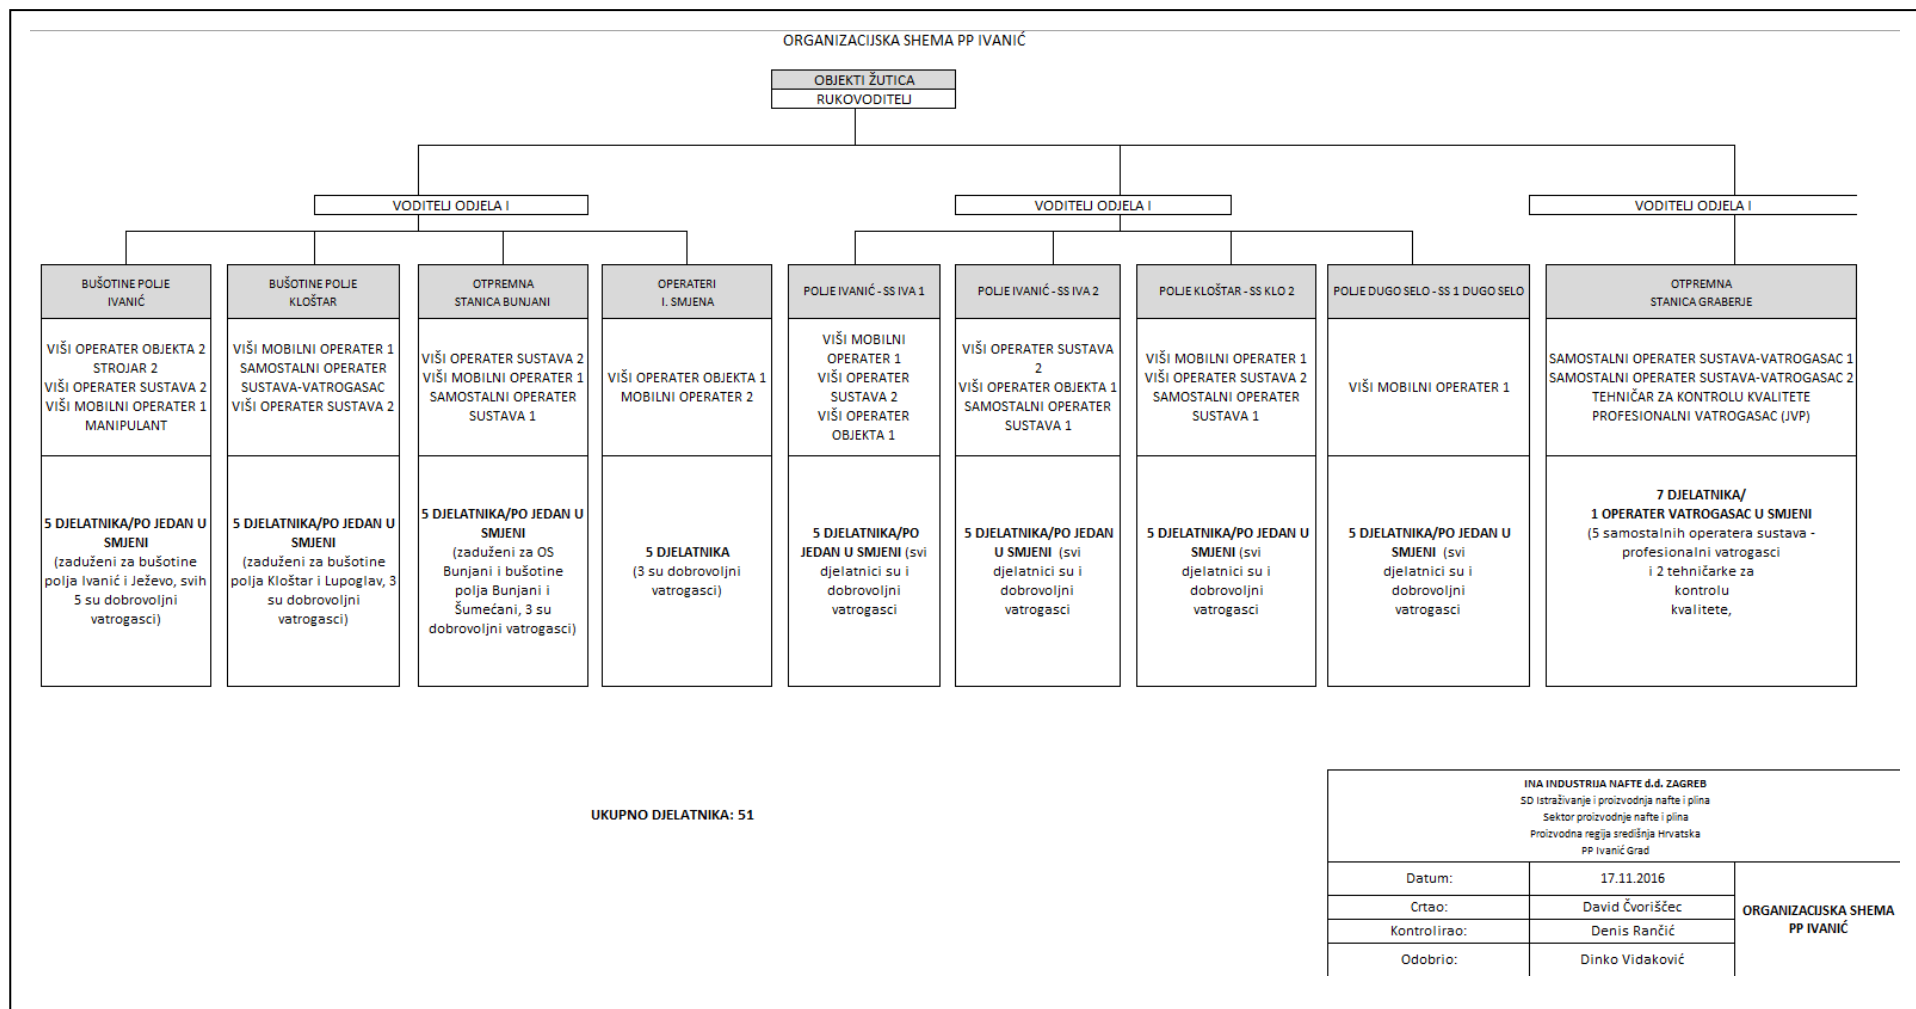 ORGANIZACIJSKA SHEMA PP IVANIĆ
OBJEKTI ŽUTICA
RUKOVODITELJ
VODITELJ ODJELA I
VODITELJ ODJELA I
VODITELJ ODJELA I
BUŠOTINE POLJE
IVANIĆ
VIŠI OPERATER OBJEKTA 2
STROJAR 2
VIŠI OPERATER SUSTAVA 2
VIŠI MOBILNI OPERATER 1
MANIPULANT
5 DJELATNIKA/PO JEDAN U
SMJENI
(zaduženi za bušotine
polja Ivanić i Ježevo, svih
5 su dobrovoljni
vatrogasci)
BUŠOTINE POLJE
KLOŠTAR
VIŠI MOBILNI OPERATER 1
SAMOSTALNI OPERATER
SUSTAVA-VATROGASAC
VIŠI OPERATER SUSTAVA 2
5 DJELATNIKA/PO JEDAN U
SMJENI
(zaduženi za bušotine
polja Kloštar i Lupoglav, 3
su dobrovoljni
vatrogasci)
OTPREMNA
STANICA BUNJANI
VIŠI OPERATER SUSTAVA 2
VIŠI MOBILNI OPERATER 1
SAMOSTALNI OPERATER
SUSTAVA 1
5 DJELATNIKA/PO JEDAN U
SMJENI
(zaduženi za OS
Bunjani i bušotine
polja Bunjani i
Šumećani, 3 su
dobrovoljni vatrogasci)
OPERATERI
I. SMJENA
VIŠI OPERATER OBJEKTA 1
MOBILNI OPERATER 2
5 DJELATNIKA
(3 su dobrovoljni
vatrogasci)
POLJE IVANIĆ - SS IVA 1
VIŠI MOBILNI
OPERATER 1
VIŠI OPERATER
SUSTAVA 2
VIŠI OPERATER
OBJEKTA 1
5 DJELATNIKA/PO
JEDAN U SMJENI (svi
djelatnici su i
dobrovoljni
vatrogasci
POLJE IVANIĆ - SS IVA 2
VIŠI OPERATER SUSTAVA
2
VIŠI OPERATER OBJEKTA 1
SAMOSTALNI OPERATER
SUSTAVA 1
5 DJELATNIKA/PO JEDAN
U SMJENI (svi
djelatnici su i
dobrovoljni
vatrogasci
POLJE KLOŠTAR - SS KLO 2
VIŠI MOBILNI OPERATER 1
VIŠI OPERATER SUSTAVA 2
SAMOSTALNI OPERATER
SUSTAVA 1
5 DJELATNIKA/PO JEDAN U
SMJENI (svi
djelatnici su i
dobrovoljni
vatrogasci
POLJE DUGO SELO - SS 1 DUGO SELO
VIŠI MOBILNI OPERATER 1
5 DJELATNIKA/PO JEDAN U
SMJENI (svi
djelatnici su i
dobrovoljni
vatrogasci
OTPREMNA
STANICA GRABERJE
SAMOSTALNI OPERATER SUSTAVA-VATROGASAC 1
SAMOSTALNI OPERATER SUSTAVA-VATROGASAC 2
TEHNIČAR ZA KONTROLU KVALITETE
PROFESIONALNI VATROGASAC (JVP)
7 DJELATNIKA/
1 OPERATER VATROGASAC U SMJENI
(5 samostalnih operatera sustava -
profesionalni vatrogasci
i 2 tehničarke za
kontrolu
kvalitete,
UKUPNO DJELATNIKA: 51
INA INDUSTRIJA NAFTE d.d. ZAGREB
SD Istraživanje i proizvodnja nafte i plina
Sektor proizvodnje nafte i plina
Proizvodna regija središnja Hrvatska
PP Ivanić Grad
Datum: 17.11.2016
Crtao: David Čvorišćec
Kontrolirao: Denis Rančić
Odobrio: Dinko Vidaković
ORGANIZACIJSKA SHEMA
PP IVANIĆ